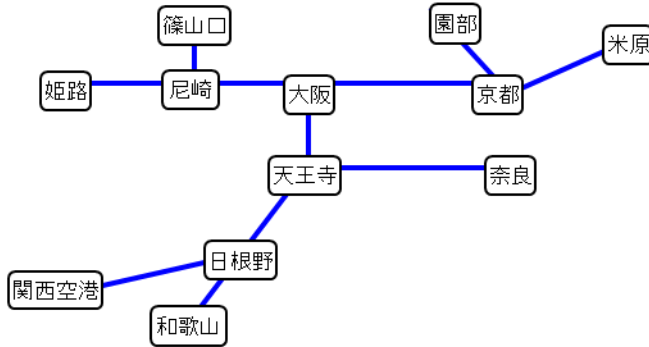 篠山口
園部
米原
姫路
尼崎
大阪
京都
天王寺
奈良
日根野
関西空港
和歌山